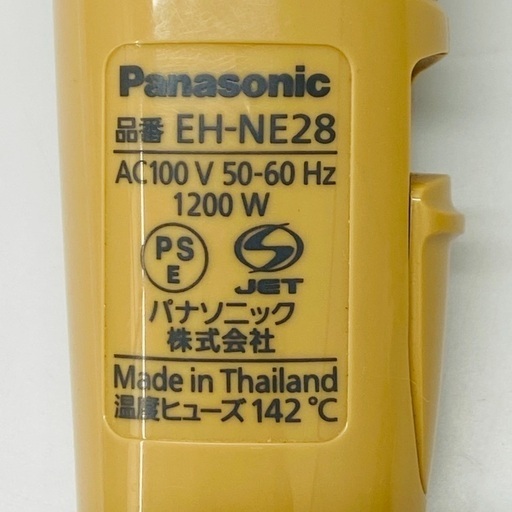 Panasonic
品番 EH-NE28
AC100 V 50-60 Hz
1200 W
PS
E
JET
パナソニック
株式会社
Made in Thailand
温度ヒューズ 142 ℃